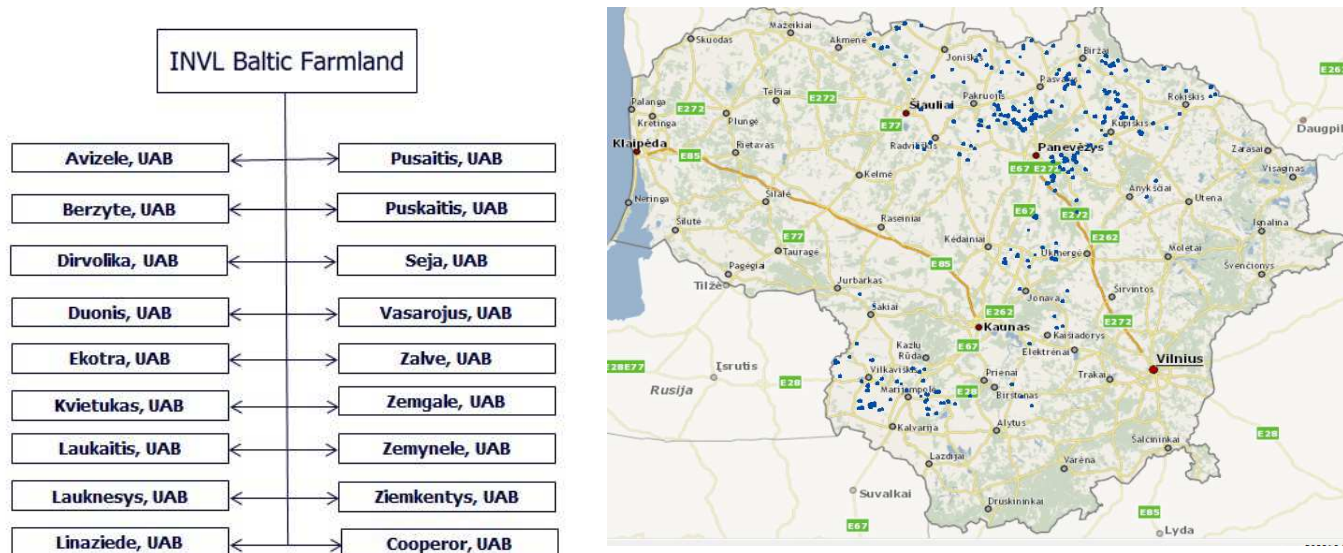 INVL Baltic Farmland
Avizele, UAB
Pusaitis, UAB
Berzyte, UAB
Puskaitis, UAB
Dirvolika, UAB
Seja, UAB
Duonis, UAB
Vasarojus, UAB
Ekotra, UAB
Zalve, UAB
Kvietukas, UAB
Zemgale, UAB
Laukaitis, UAB
Zemynele, UAB
Lauknesys, UAB
Ziemkentys, UAB
Linaziede, UAB
Cooperor, UAB
Mažeikiai
Skuodas
Akmenė
Joniškis
Biržai
Pasvalys
E262
Palanga
E272
Telšiai
E272
Pakruojis
Rokiškis
Kretinga
Plungė
Šiauliai
E77
Kupiškis
Daugpil
Klaipėda
E85
Rietavas
Radviliškis
Panevėžys
Zarasai
E67
Visaginas
Kelmė
Anykščiai
Neringa
Šilalė
Utena
E67
E272
Šilutė
Raseiniai
Ignalina
E77
Kėdainiai
E262
Tauragė
Ukmergė
Molėtai
Pagėgiai
E85
Švenčionys
Tilžė
Jurbarkas
Jonava
Širvintos
Šakiai
E262
Kaunas
E272
Kaišiadorys
Kazlų
Rūda
E67
Elektrėnai
Vilnius
E28E77
Įsrutis
E28
Vilkaviškis
Prienai
Trakai
Rusija
Marijampolė
E28
Birštonas
Kalvarija
Alytus
E28
Šalčininkai
Lazdijai
Varėna
Suvalkai
Druskininkai
E85
E67
Lyda